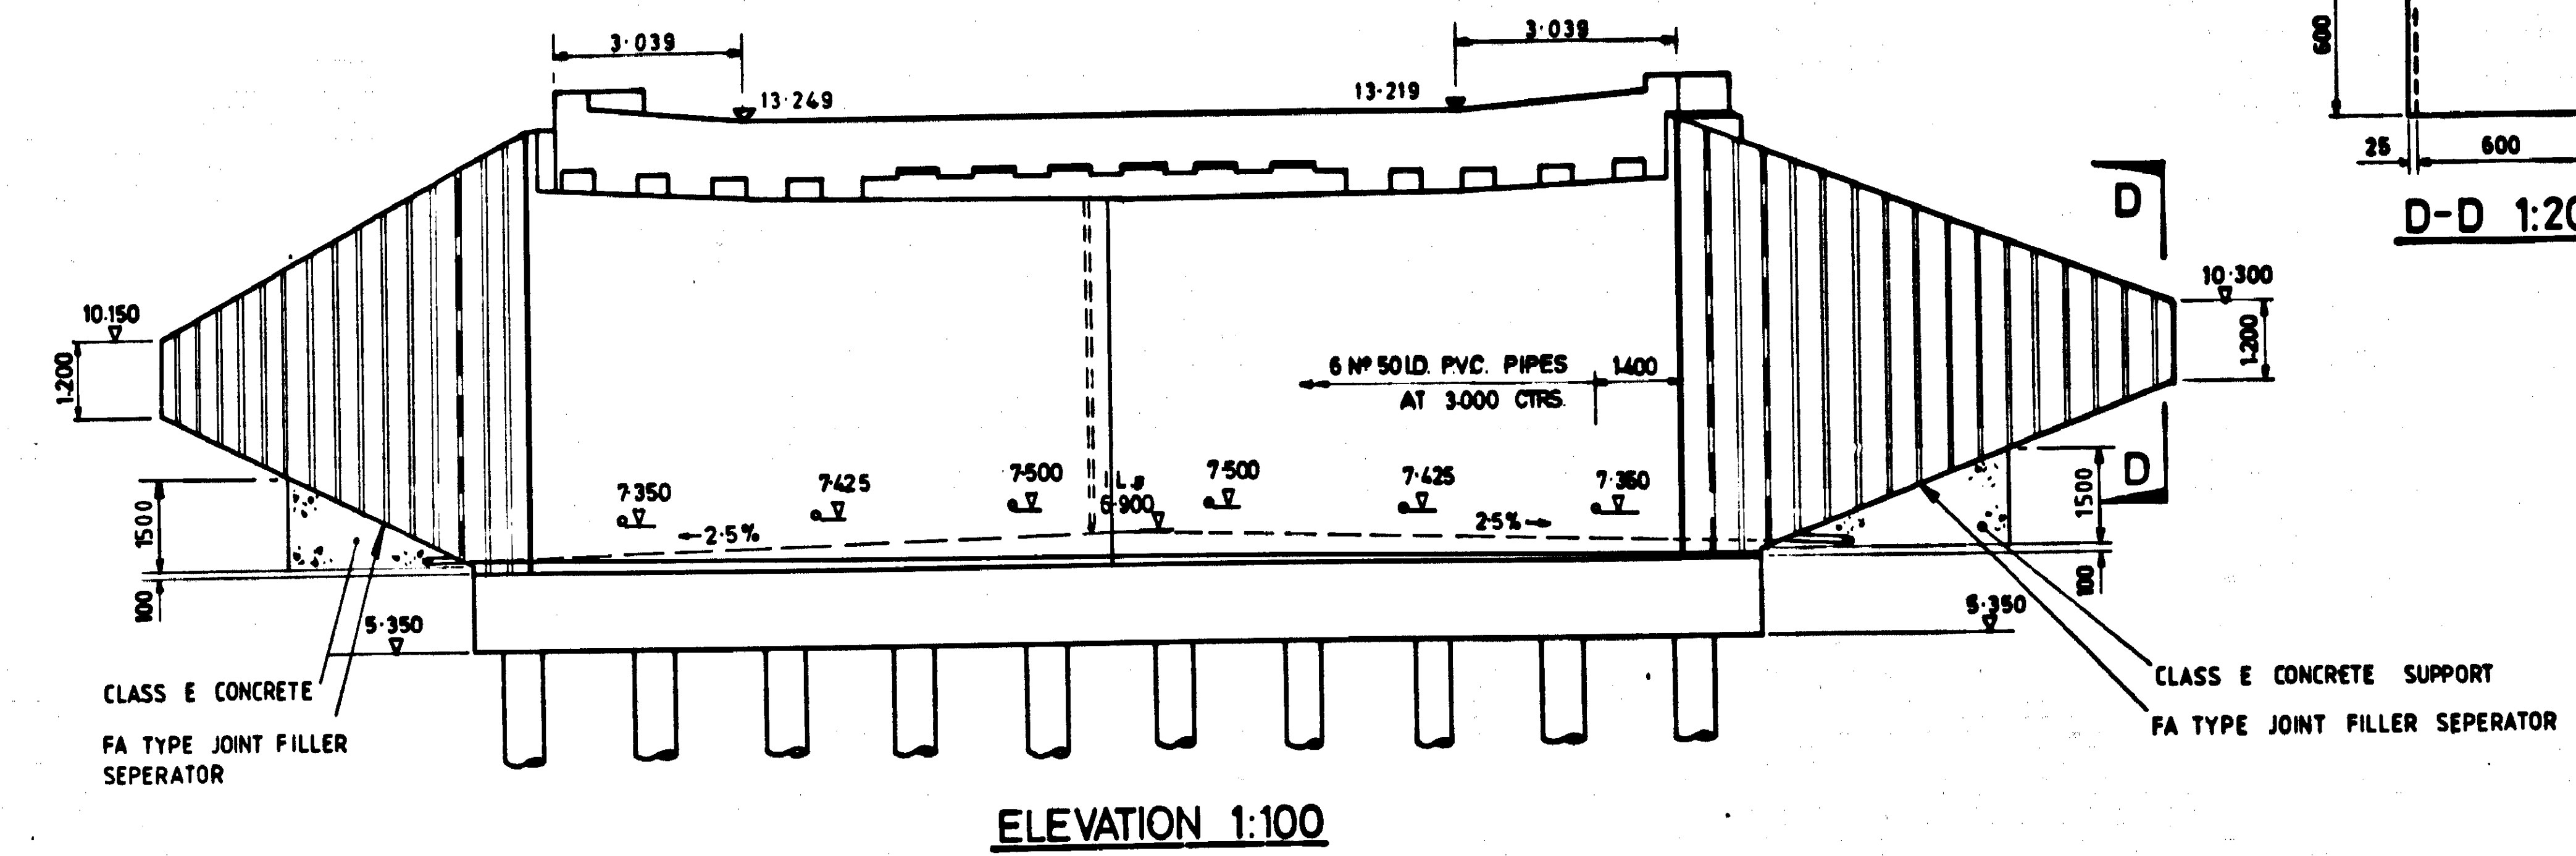 3·039
3·039
600
13·249
13·219
25
600
D
D-D 1:20
10·150
10·300
1·200
1·200
6 Nº 50 I.D. PVC. PIPES
1·400
AT 3·000 CTRS.
D
7·350
7·425
7·500
I.L.
6·900
7·500
7·425
7·350
1500
2·5%
2·5%
1500
100
100
5·350
5·350
CLASS E CONCRETE
CLASS E CONCRETE SUPPORT
FA TYPE JOINT FILLER
SEPERATOR
FA TYPE JOINT FILLER SEPERATOR
ELEVATION 1:100